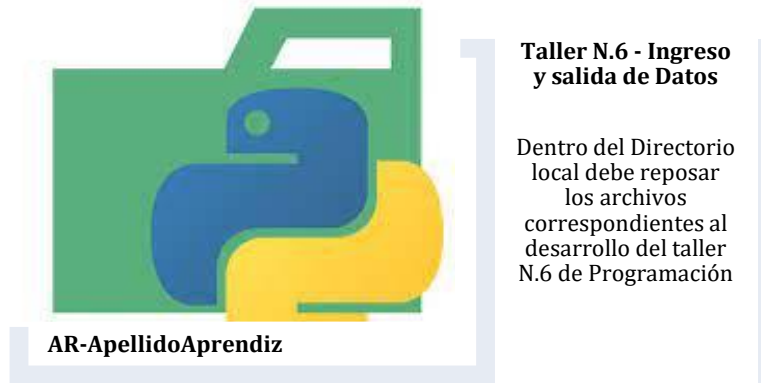 Taller N.6 - Ingreso
y salida de Datos
Dentro del Directorio
local debe reposar
los archivos
correspondientes al
desarrollo del taller
N.6 de Programación
AR-ApellidoAprendiz